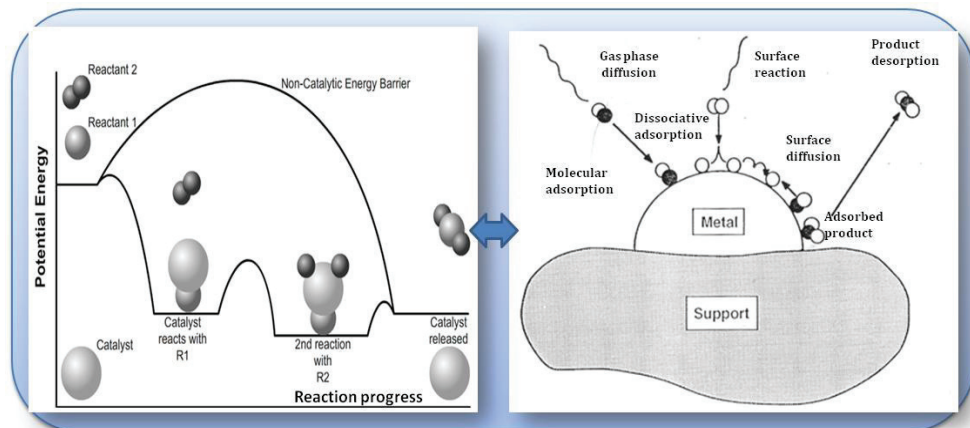 Reactant 2
Reactant 1
Non-Catalytic Energy Barrier
Potential Energy
Catalyst
Catalyst
reacts with
R1
2nd reaction
with
R2
Catalyst
released
Reaction progress
Gas phase
diffusion
Surface
reaction
Product
desorption
Dissociative
adsorption
Surface
diffusion
Molecular
adsorption
Adsorbed
product
Metal
Support